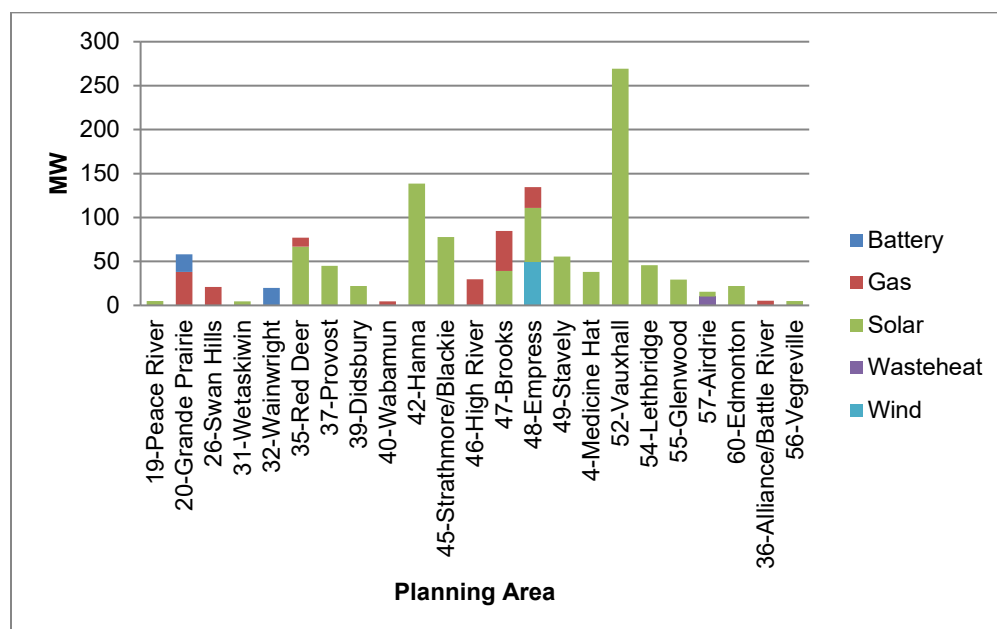 300
250
200
150
100
50
0
MW
19-Peace River
20-Grande Prairie
26-Swan Hills
31-Wetaskiwin
32-Wainwright
35-Red Deer
37-Provost
39-Didsbury
40-Wabamun
42-Hanna
45-Strathmore/Blackie
46-High River
47-Brooks
48-Empress
49-Stavely
4-Medicine Hat
52-Vauxhall
54-Lethbridge
55-Glenwood
57-Airdrie
60-Edmonton
36-Alliance/Battle River
56-Vegreville
Planning Area
Battery
Gas
Solar
Wasteheat
Wind